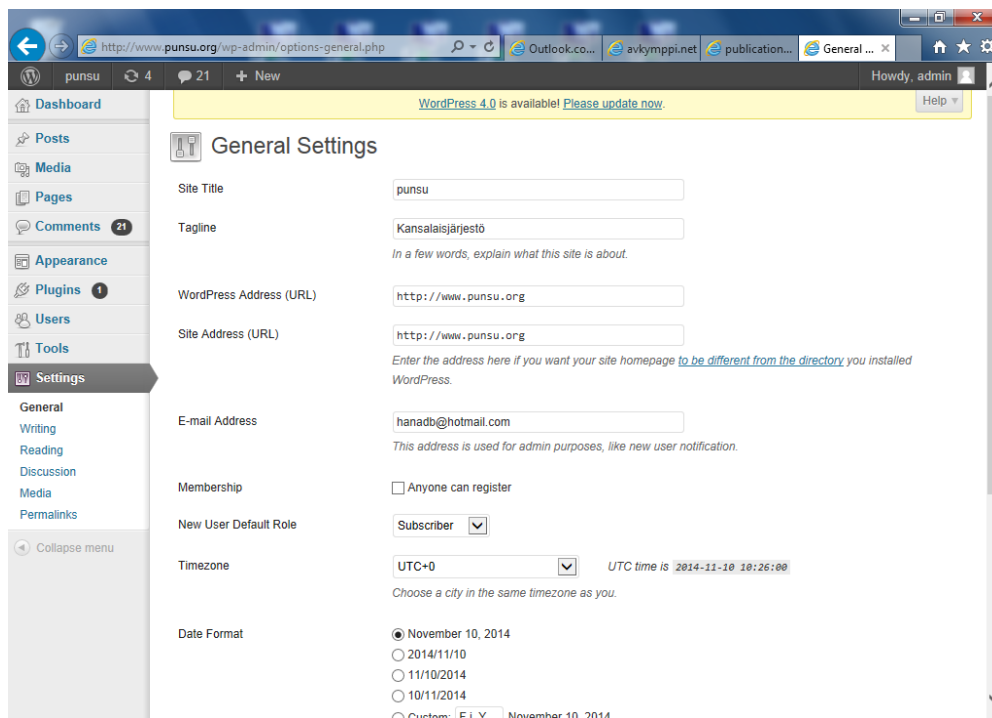 http://www.punsu.org/wp-admin/options-general.php
Outlook.co...
avkymppi.net
publication...
General ...
punsu 4 21 + New Howdy, admin
Dashboard
Posts
Media
Pages
Comments 21
Appearance
Plugins 1
Users
Tools
Settings
General
Writing
Reading
Discussion
Media
Permalinks
Collapse menu
WordPress 4.0 is available! Please update now.
Help
General Settings
Site Title punsu
Tagline Kansalaisjärjestö
In a few words, explain what this site is about.
WordPress Address (URL) http://www.punsu.org
Site Address (URL) http://www.punsu.org
Enter the address here if you want your site homepage to be different from the directory you installed
WordPress.
E-mail Address hanadb@hotmail.com
This address is used for admin purposes, like new user notification.
Membership Anyone can register
New User Default Role Subscriber
Timezone UTC+0 UTC time is 2014-11-10 10:26:00
Choose a city in the same timezone as you.
Date Format November 10, 2014
2014/11/10
11/10/2014
10/11/2014
Custom: F j, Y November 10, 2014